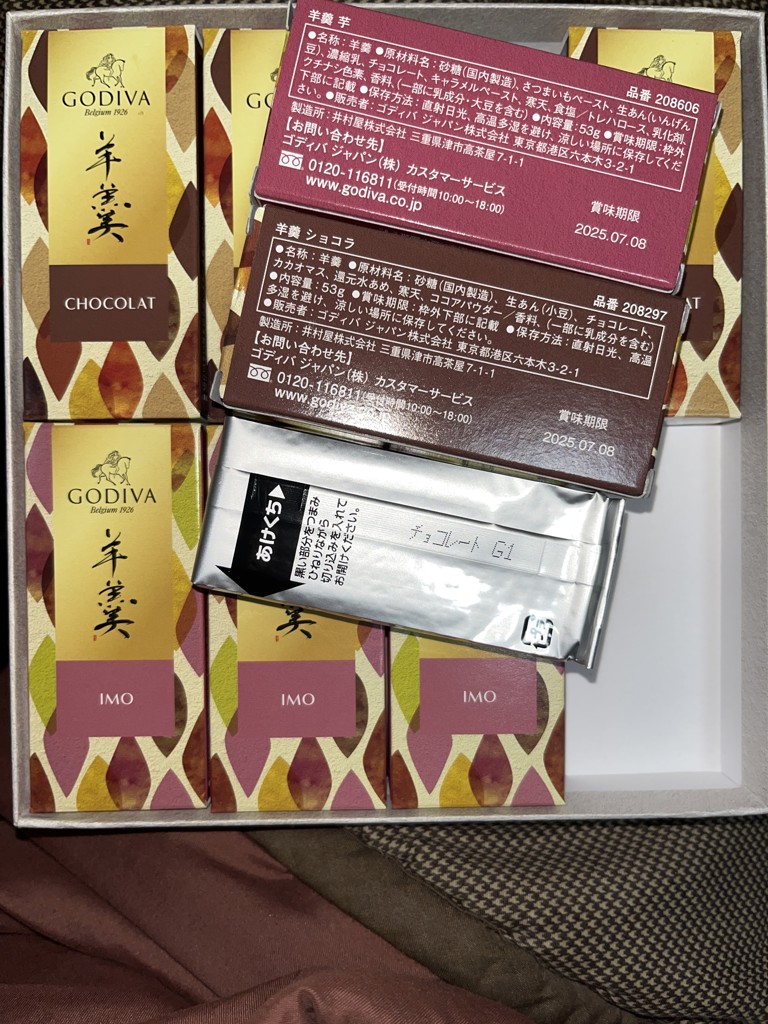 GODIVA
Belgium 1926
羊羹
CHOCOLAT
G
羊羹 芋
品番 208606
●名称：羊羹 ●原材料名：砂糖(国内製造)、さつまいもペースト、生あん(いんげん
豆)、濃縮乳、チョコレート、キャラメルペースト、寒天、食塩／トレハロース、乳化剤、
クチナシ色素、香料、(一部に乳成分・大豆を含む) ●内容量：53g ●賞味期限：枠外
下部に記載 ●保存方法：直射日光、高温多湿を避け、涼しい場所に保存してくだ
さい。●販売者：ゴディバ ジャパン株式会社 東京都港区六本木3-2-1
製造所：井村屋株式会社 三重県津市高茶屋7-1-1
【お問い合わせ先】
ゴディバ ジャパン(株) カスタマーサービス
0120-116811(受付時間10:00～18:00)
www.godiva.co.jp
賞味期限
2025.07.08
羊羹 ショコラ
品番 208297
●名称：羊羹 ●原材料名：砂糖(国内製造)、生あん(小豆)、チョコレート、
カカオマス、還元水あめ、寒天、ココアパウダー／香料、(一部に乳成分を含む)
●内容量：53g ●賞味期限：枠外下部に記載 ●保存方法：直射日光、高温
多湿を避け、涼しい場所に保存してください。
●販売者：ゴディバ ジャパン株式会社 東京都港区六本木3-2-1
製造所：井村屋株式会社 三重県津市高茶屋7-1-1
【お問い合わせ先】
ゴディバ ジャパン(株) カスタマーサービス
0120-116811(受付時間10:00～18:00)
www.godiv
賞味期限
2025.07.08
AT
あけくち▶
黒い部分をつまみ
ひねりながら
切り込みを入れて
お開けください。
チョコレート G1
プラ
GODIVA
Belgium 1926
羊羹
IMO
羹
IMO
IMO